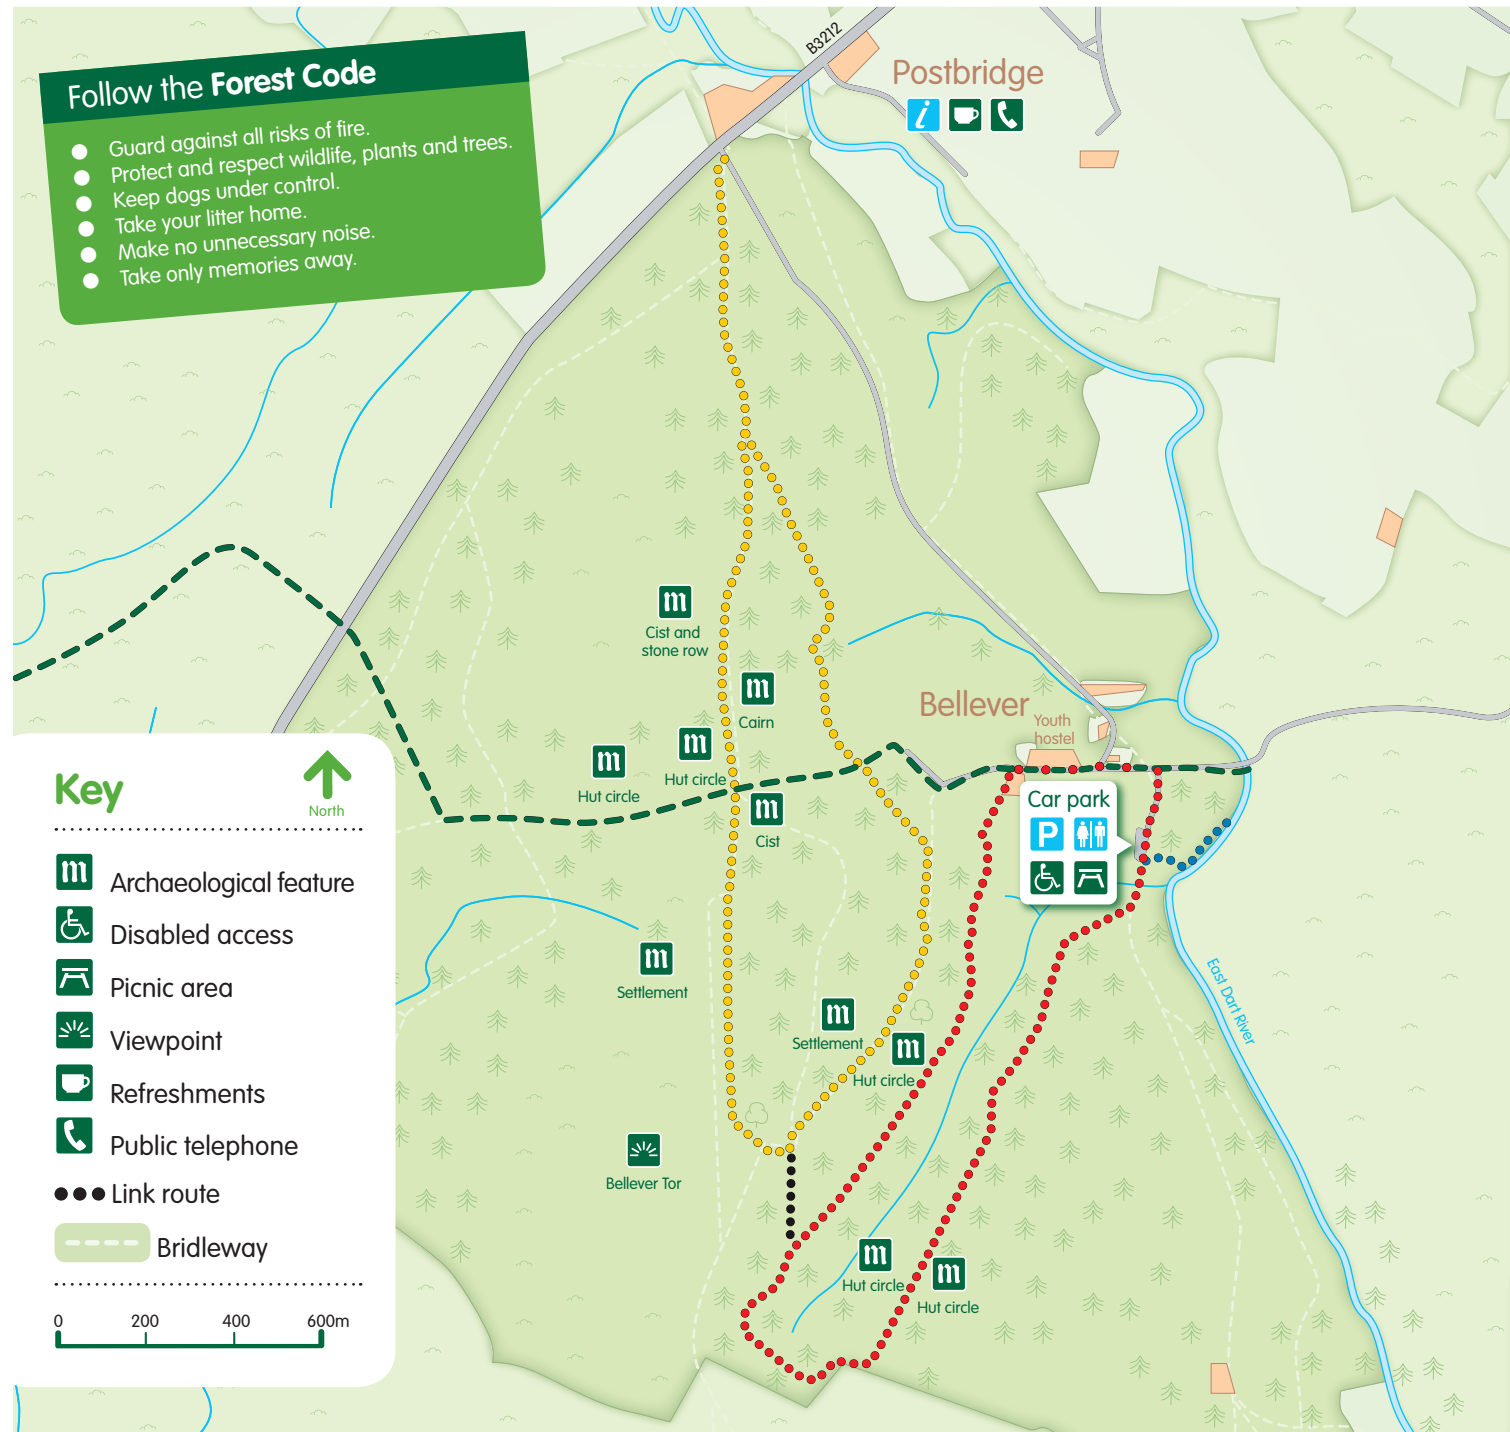 Follow the Forest Code
Guard against all risks of fire.
Protect and respect wildlife, plants and trees.
Keep dogs under control.
Take your litter home.
Make no unnecessary noise.
Take only memories away.
B3212
Postbridge
Cist and
stone row
Cairn
Hut circle
Hut circle
Cist
Bellever
Youth
hostel
Car park
P
Settlement
Settlement
Hut circle
East Dart River
Bellever Tor
Hut circle
Hut circle
Key
North
Archaeological feature
Disabled access
Picnic area
Viewpoint
Refreshments
Public telephone
Link route
Bridleway
0 200 400 600m